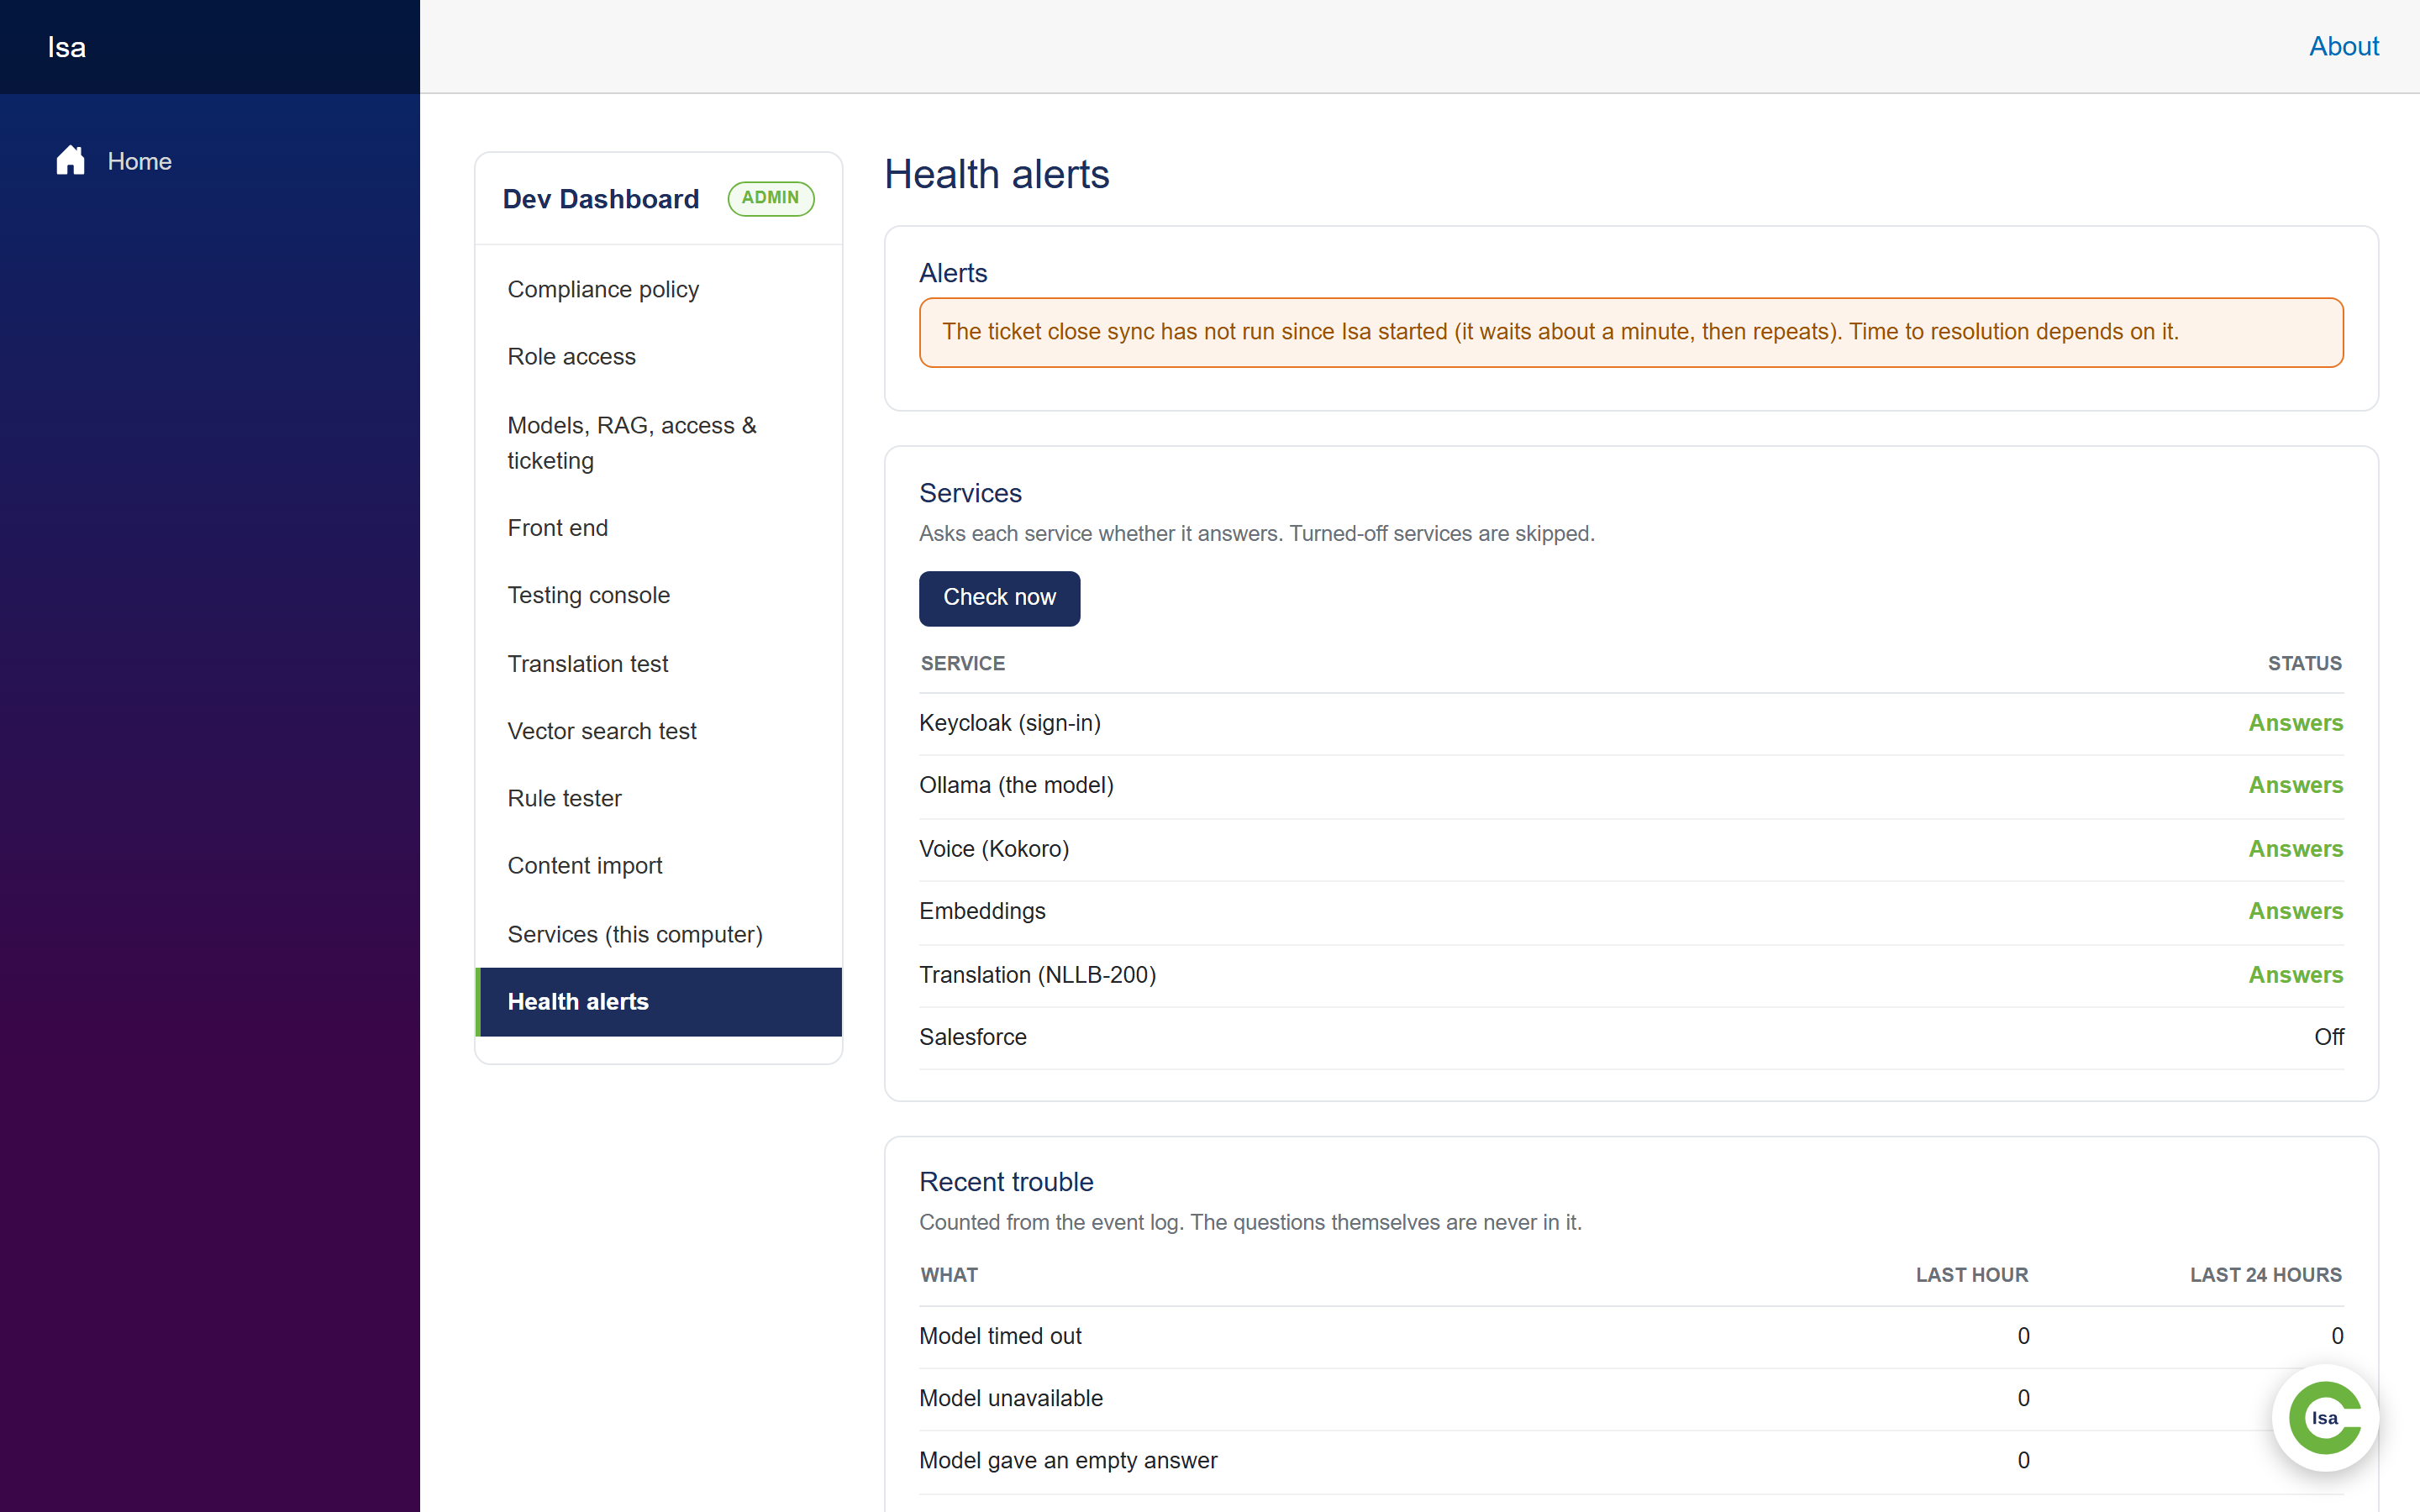 Isa
About
Home
Dev Dashboard
ADMIN
Compliance policy
Role access
Models, RAG, access &
ticketing
Front end
Testing console
Translation test
Vector search test
Rule tester
Content import
Services (this computer)
Health alerts
Health alerts
Alerts
The ticket close sync has not run since Isa started (it waits about a minute, then repeats). Time to resolution depends on it.
Services
Asks each service whether it answers. Turned-off services are skipped.
Check now
SERVICE STATUS
Keycloak (sign-in) Answers
Ollama (the model) Answers
Voice (Kokoro) Answers
Embeddings Answers
Translation (NLLB-200) Answers
Salesforce Off
Recent trouble
Counted from the event log. The questions themselves are never in it.
WHAT LAST HOUR LAST 24 HOURS
Model timed out 0 0
Model unavailable 0
Model gave an empty answer 0
Isa